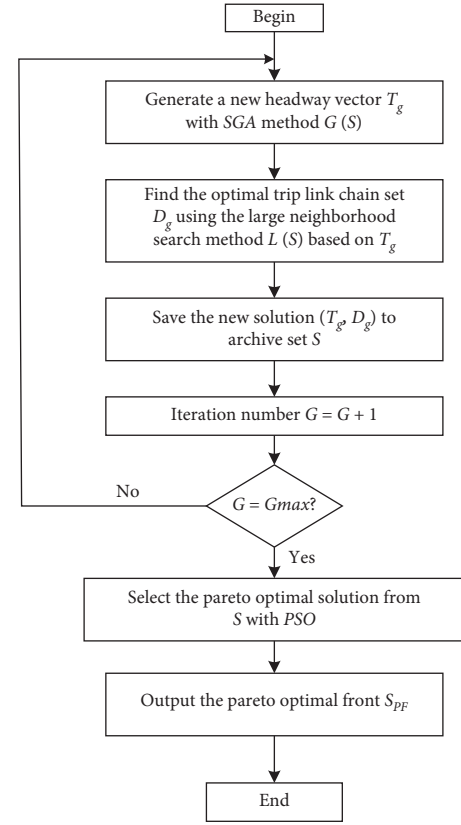 Begin
Generate a new headway vector T_g
with SGA method G (S)
Find the optimal trip link chain set
D_g using the large neighborhood
search method L (S) based on T_g
Save the new solution (T_g, D_g) to
archive set S
Iteration number G = G + 1
No
G = Gmax?
Yes
Select the pareto optimal solution from
S with PSO
Output the pareto optimal front S_PF
End